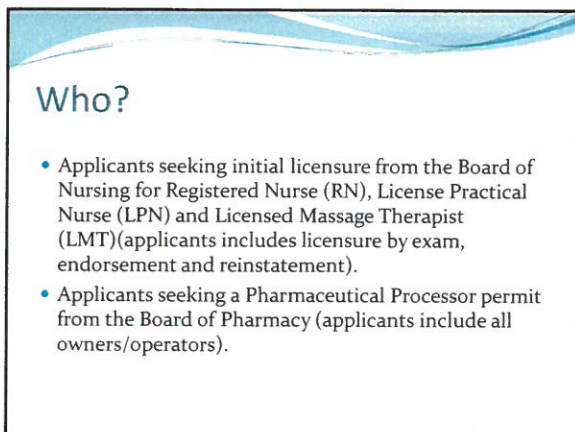 Who?
• Applicants seeking initial licensure from the Board of
Nursing for Registered Nurse (RN), License Practical
Nurse (LPN) and Licensed Massage Therapist
(LMT)(applicants includes licensure by exam,
endorsement and reinstatement).
• Applicants seeking a Pharmaceutical Processor permit
from the Board of Pharmacy (applicants include all
owners/operators).